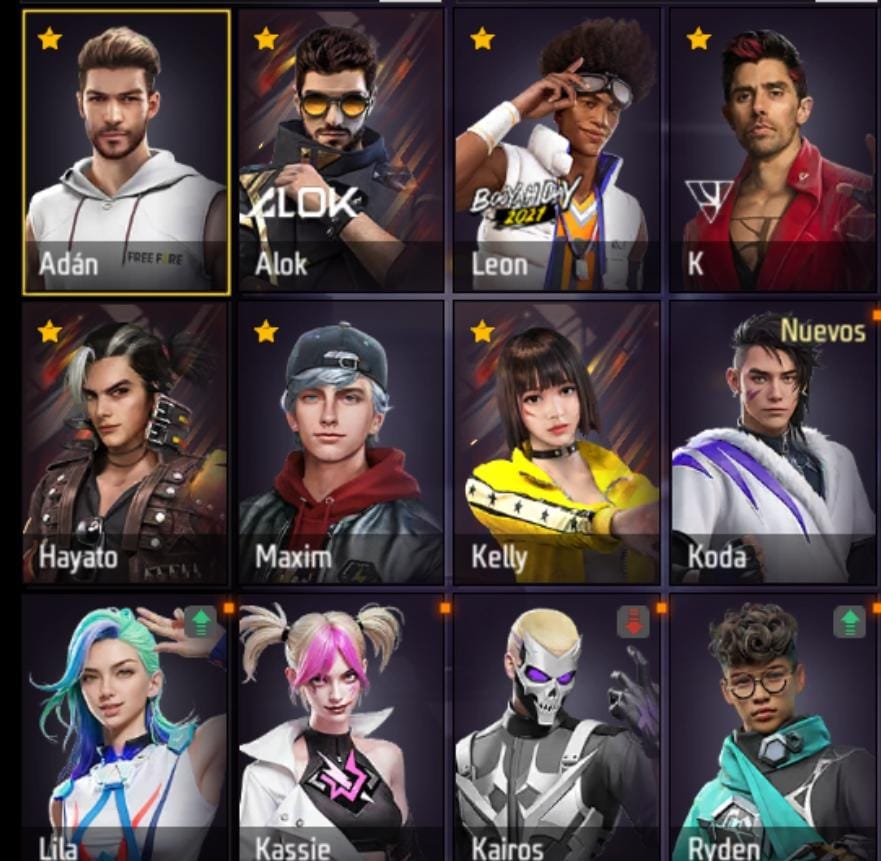 Adán
FREE FIRE
Alok
ALOK
Leon
BOOYAH DAY
2021
K
Hayato
Maxim
Kelly
Nuevos
Koda
Lila
Kassie
Kairos
Ryden